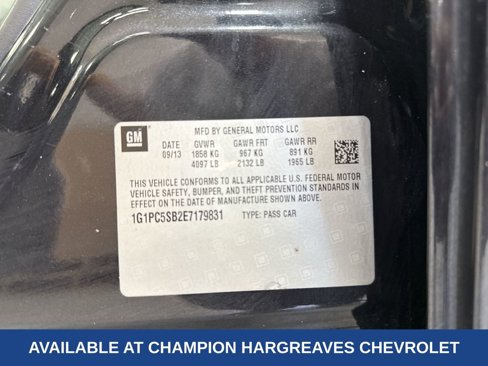 GM
MFD BY GENERAL MOTORS LLC
DATE GVWR GAWR FRT GAWR RR
09/13 1858 KG 967 KG 891 KG
4097 LB 2132 LB 1965 LB
THIS VEHICLE CONFORMS TO ALL APPLICABLE U.S. FEDERAL MOTOR
VEHICLE SAFETY, BUMPER, AND THEFT PREVENTION STANDARDS IN
EFFECT ON THE DATE OF MANUFACTURE SHOWN ABOVE.
1G1PC5SB2E7179831 TYPE: PASS CAR
AVAILABLE AT CHAMPION HARGREAVES CHEVROLET